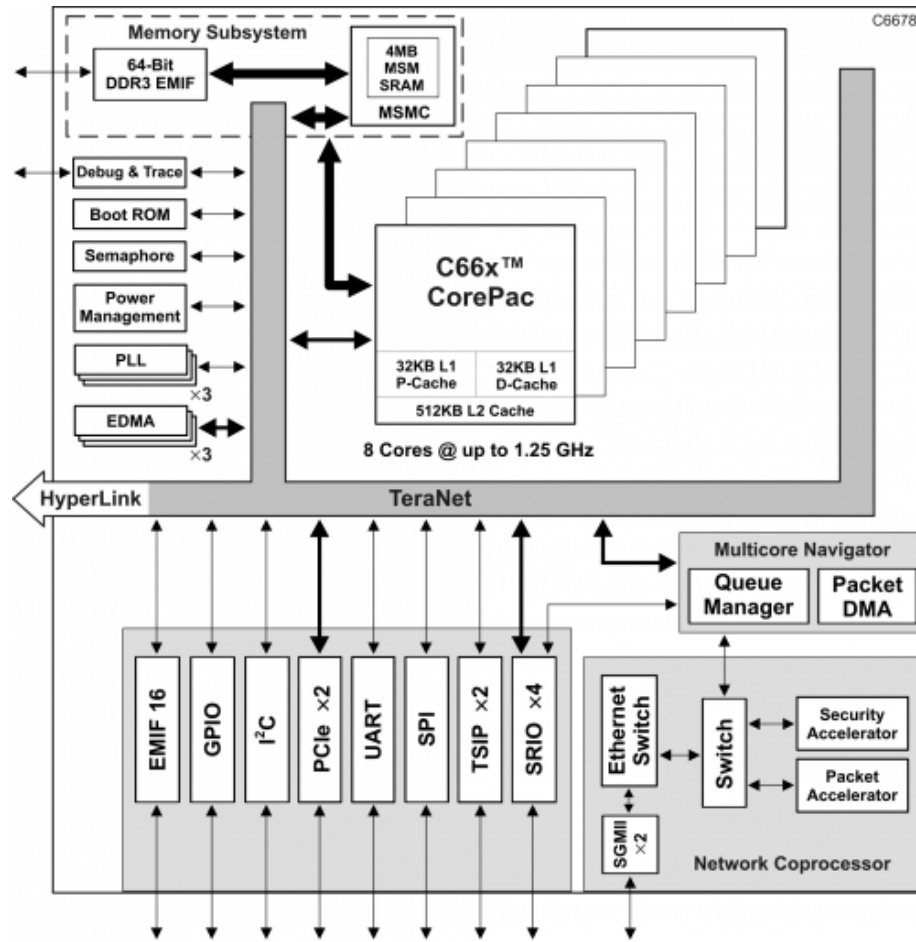 C6678
Memory Subsystem
64-Bit
DDR3 EMIF
4MB
MSM
SRAM
MSMC
Debug & Trace
Boot ROM
Semaphore
Power
Management
PLL
×3
EDMA
×3
C66x™
CorePac
32KB L1
P-Cache
32KB L1
D-Cache
512KB L2 Cache
8 Cores @ up to 1.25 GHz
HyperLink
TeraNet
Multicore Navigator
Queue
Manager
Packet
DMA
EMIF 16
GPIO
I²C
PCIe ×2
UART
SPI
TSIP ×2
SRIO ×4
Ethernet
Switch
Switch
Security
Accelerator
Packet
Accelerator
SGMII
×2
Network Coprocessor